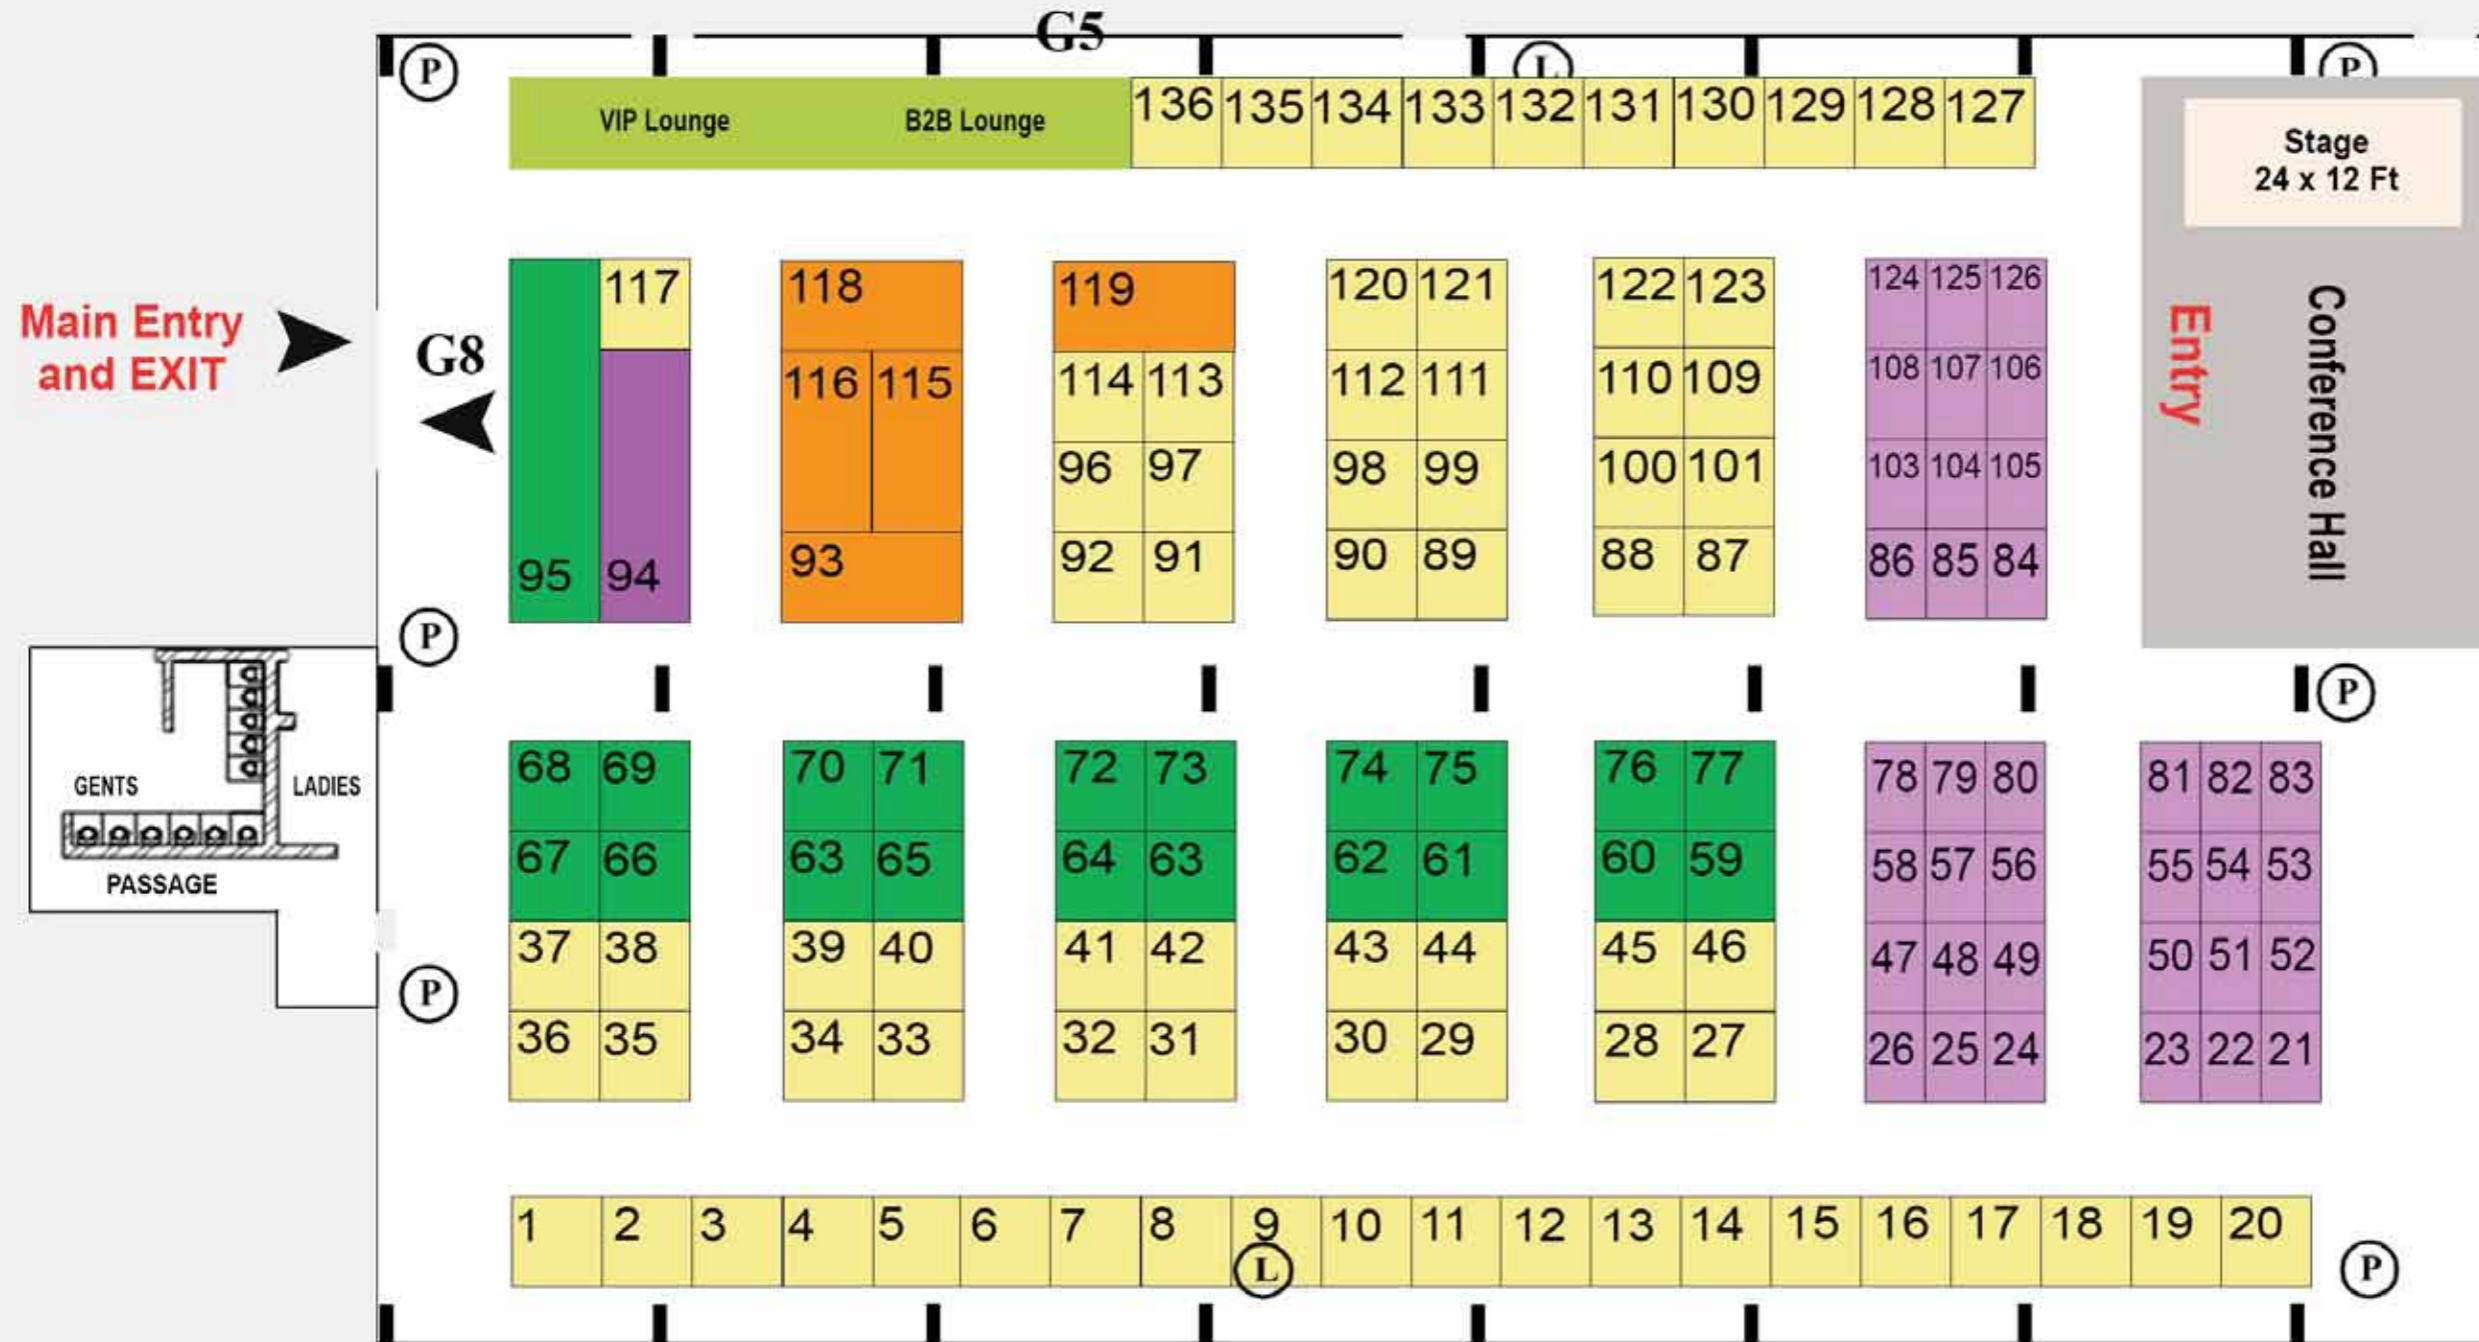 G5
P
L
P
VIP Lounge B2B Lounge 136 135 134 133 132 131 130 129 128 127
Stage
24 x 12 Ft
Main Entry
and EXIT
G8
117 118 119 120 121 122 123 124 125 126
116 115 114 113 112 111 110 109 108 107 106
96 97 98 99 100 101 103 104 105
95 94 93 92 91 90 89 88 87 86 85 84
Entry
Conference Hall
P
P
GENTS
LADIES
PASSAGE
68 69 70 71 72 73 74 75 76 77 78 79 80 81 82 83
67 66 63 65 64 63 62 61 60 59 58 57 56 55 54 53
37 38 39 40 41 42 43 44 45 46 47 48 49 50 51 52
P
36 35 34 33 32 31 30 29 28 27 26 25 24 23 22 21
1 2 3 4 5 6 7 8 9 10 11 12 13 14 15 16 17 18 19 20
L
P